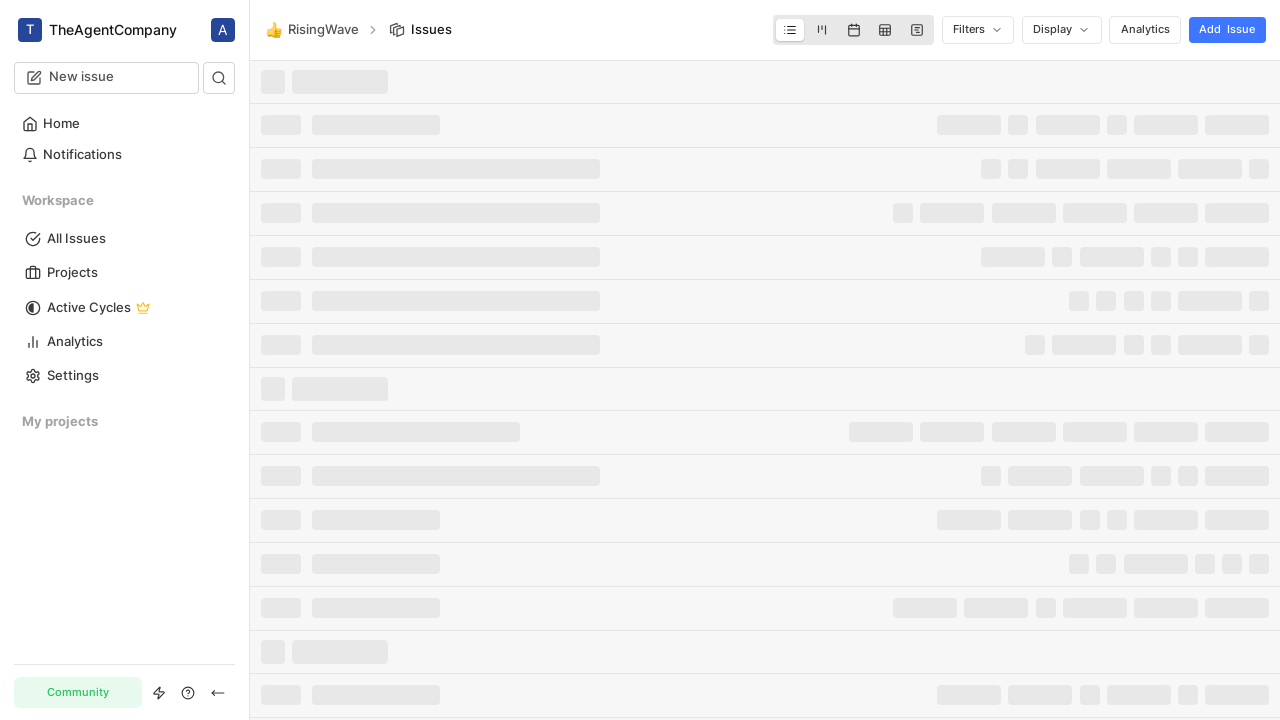 T TheAgentCompany A
RisingWave Issues Filters Display Analytics Add Issue
New issue
Home
Notifications
Workspace
All Issues
Projects
Active Cycles
Analytics
Settings
My projects
Community